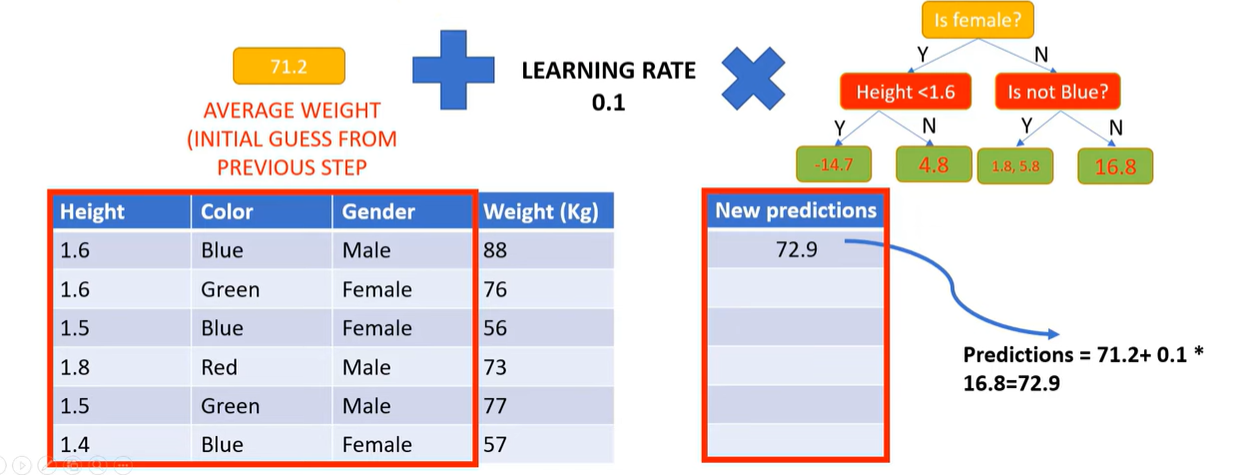 71.2
AVERAGE WEIGHT
(INITIAL GUESS FROM
PREVIOUS STEP
LEARNING RATE
0.1
Is female?
Y N
Height <1.6 Is not Blue?
Y N Y N
-14.7 4.8 1.8, 5.8 16.8
Height Color Gender Weight (Kg)
1.6 Blue Male 88
1.6 Green Female 76
1.5 Blue Female 56
1.8 Red Male 73
1.5 Green Male 77
1.4 Blue Female 57
New predictions
72.9
Predictions = 71.2+ 0.1 *
16.8=72.9